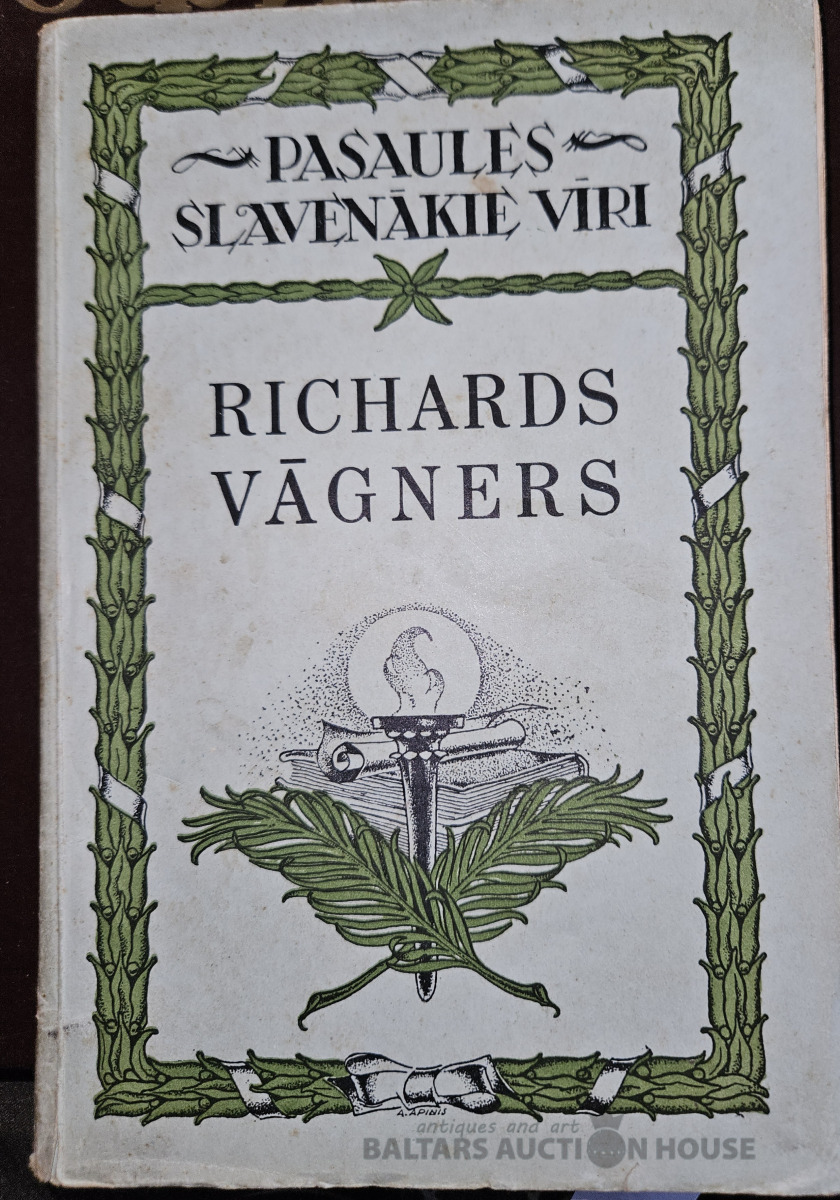 PASAULES
SLAVENĀKIE VĪRI
RICHARDS
VĀGNERS
A. APINIS
antiques and art
BALTARS AUCTION HOUSE